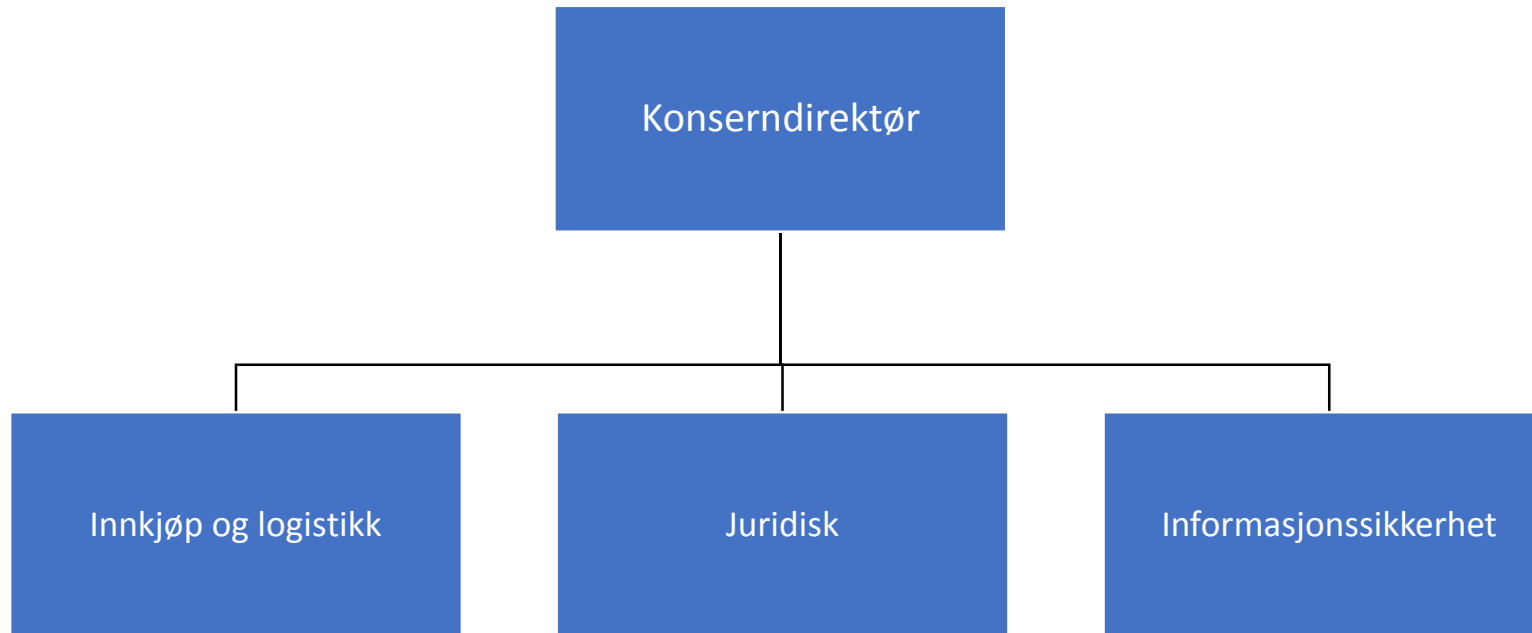 Konserndirektør
Innkjøp og logistikk
Juridisk
Informasjonssikkerhet